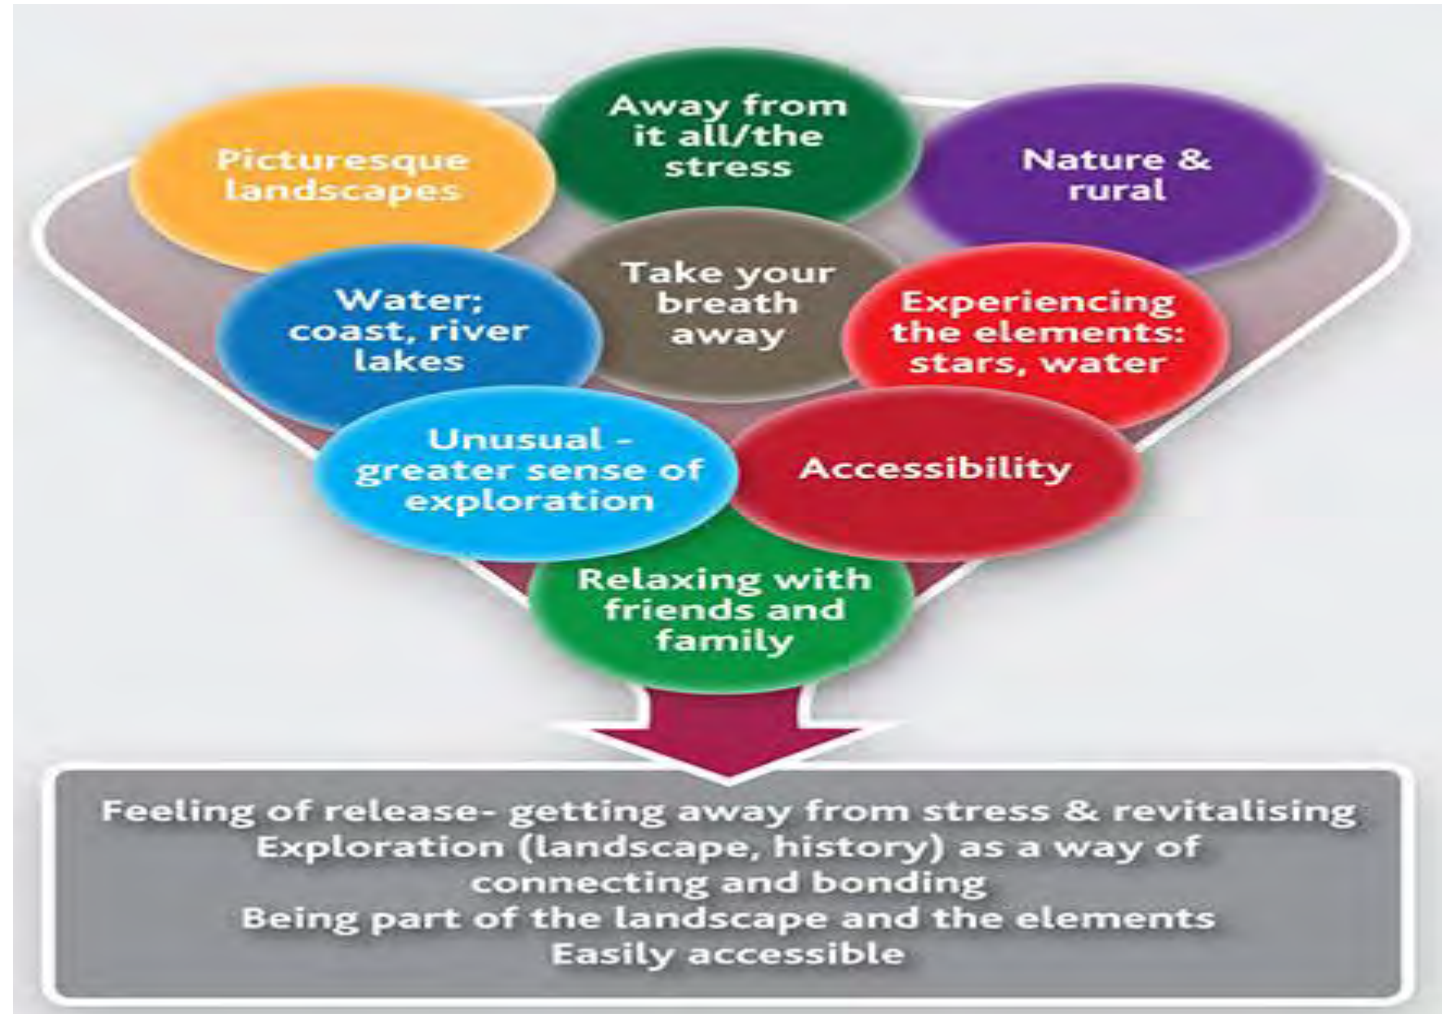 Away from
it all/the
stress
Picturesque
landscapes
Nature &
rural
Take your
breath
away
Water;
coast, river
lakes
Experiencing
the elements:
stars, water
Unusual -
greater sense of
exploration
Accessibility
Relaxing with
friends and
family
Feeling of release- getting away from stress & revitalising
Exploration (landscape, history) as a way of
connecting and bonding
Being part of the landscape and the elements
Easily accessible